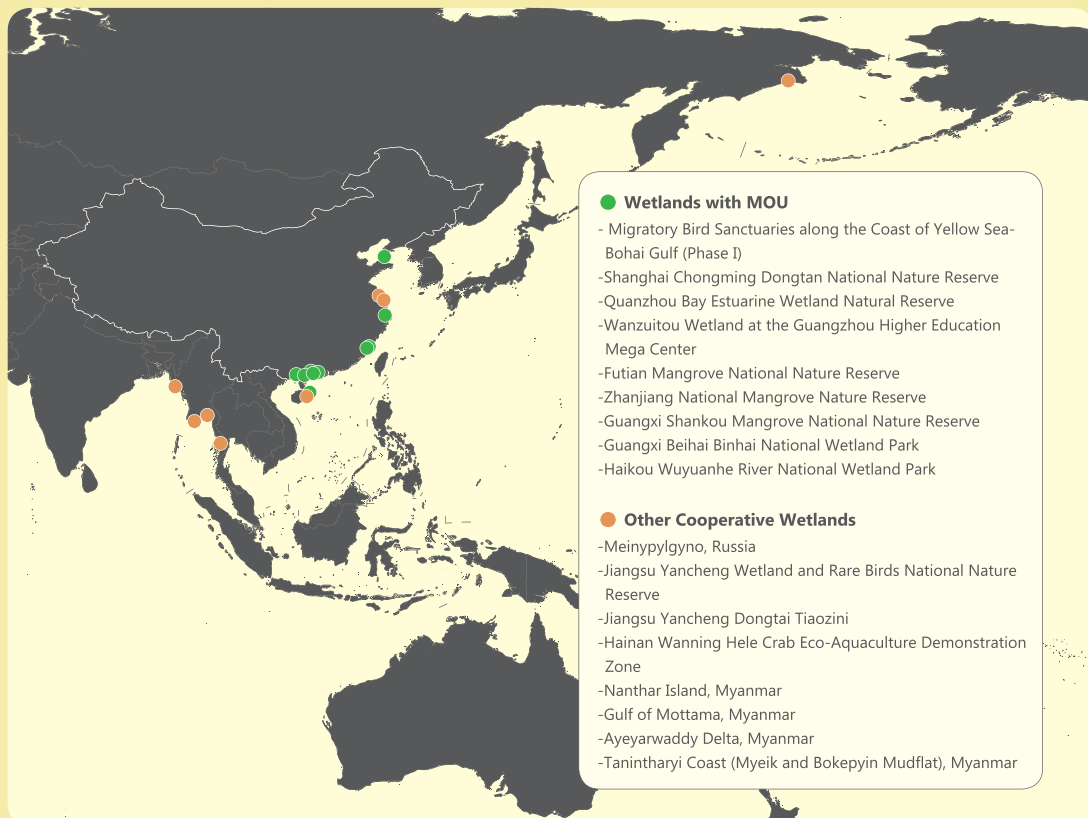 Wetlands with MOU
- Migratory Bird Sanctuaries along the Coast of Yellow Sea-
Bohai Gulf (Phase I)
-Shanghai Chongming Dongtan National Nature Reserve
-Quanzhou Bay Estuarine Wetland Natural Reserve
-Wanzuitou Wetland at the Guangzhou Higher Education
Mega Center
-Futian Mangrove National Nature Reserve
-Zhanjiang National Mangrove Nature Reserve
-Guangxi Shankou Mangrove National Nature Reserve
-Guangxi Beihai Binhai National Wetland Park
-Haikou Wuyuanhe River National Wetland Park
Other Cooperative Wetlands
-Meinypylgyno, Russia
-Jiangsu Yancheng Wetland and Rare Birds National Nature
Reserve
-Jiangsu Yancheng Dongtai Tiaozini
-Hainan Wanning Hele Crab Eco-Aquaculture Demonstration
Zone
-Nanthar Island, Myanmar
-Gulf of Mottama, Myanmar
-Ayeyarwaddy Delta, Myanmar
-Tanintharyi Coast (Myeik and Bokepyin Mudflat), Myanmar